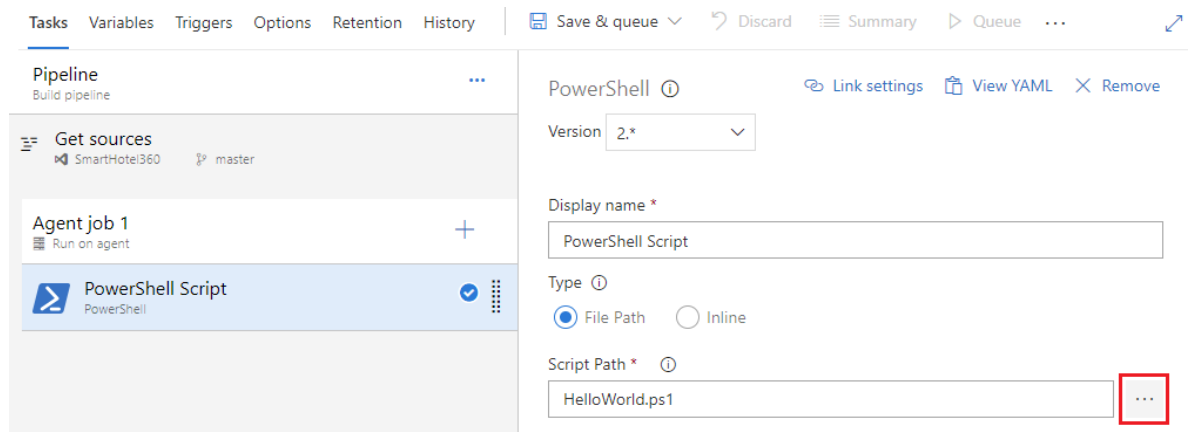 Tasks Variables Triggers Options Retention History Save & queue Discard Summary Queue ...
Pipeline ...
Build pipeline
Get sources
SmartHotel360 master
Agent job 1
Run on agent
PowerShell Script
PowerShell
PowerShell Link settings View YAML Remove
Version 2.*
Display name *
PowerShell Script
Type
File Path Inline
Script Path *
HelloWorld.ps1 ...